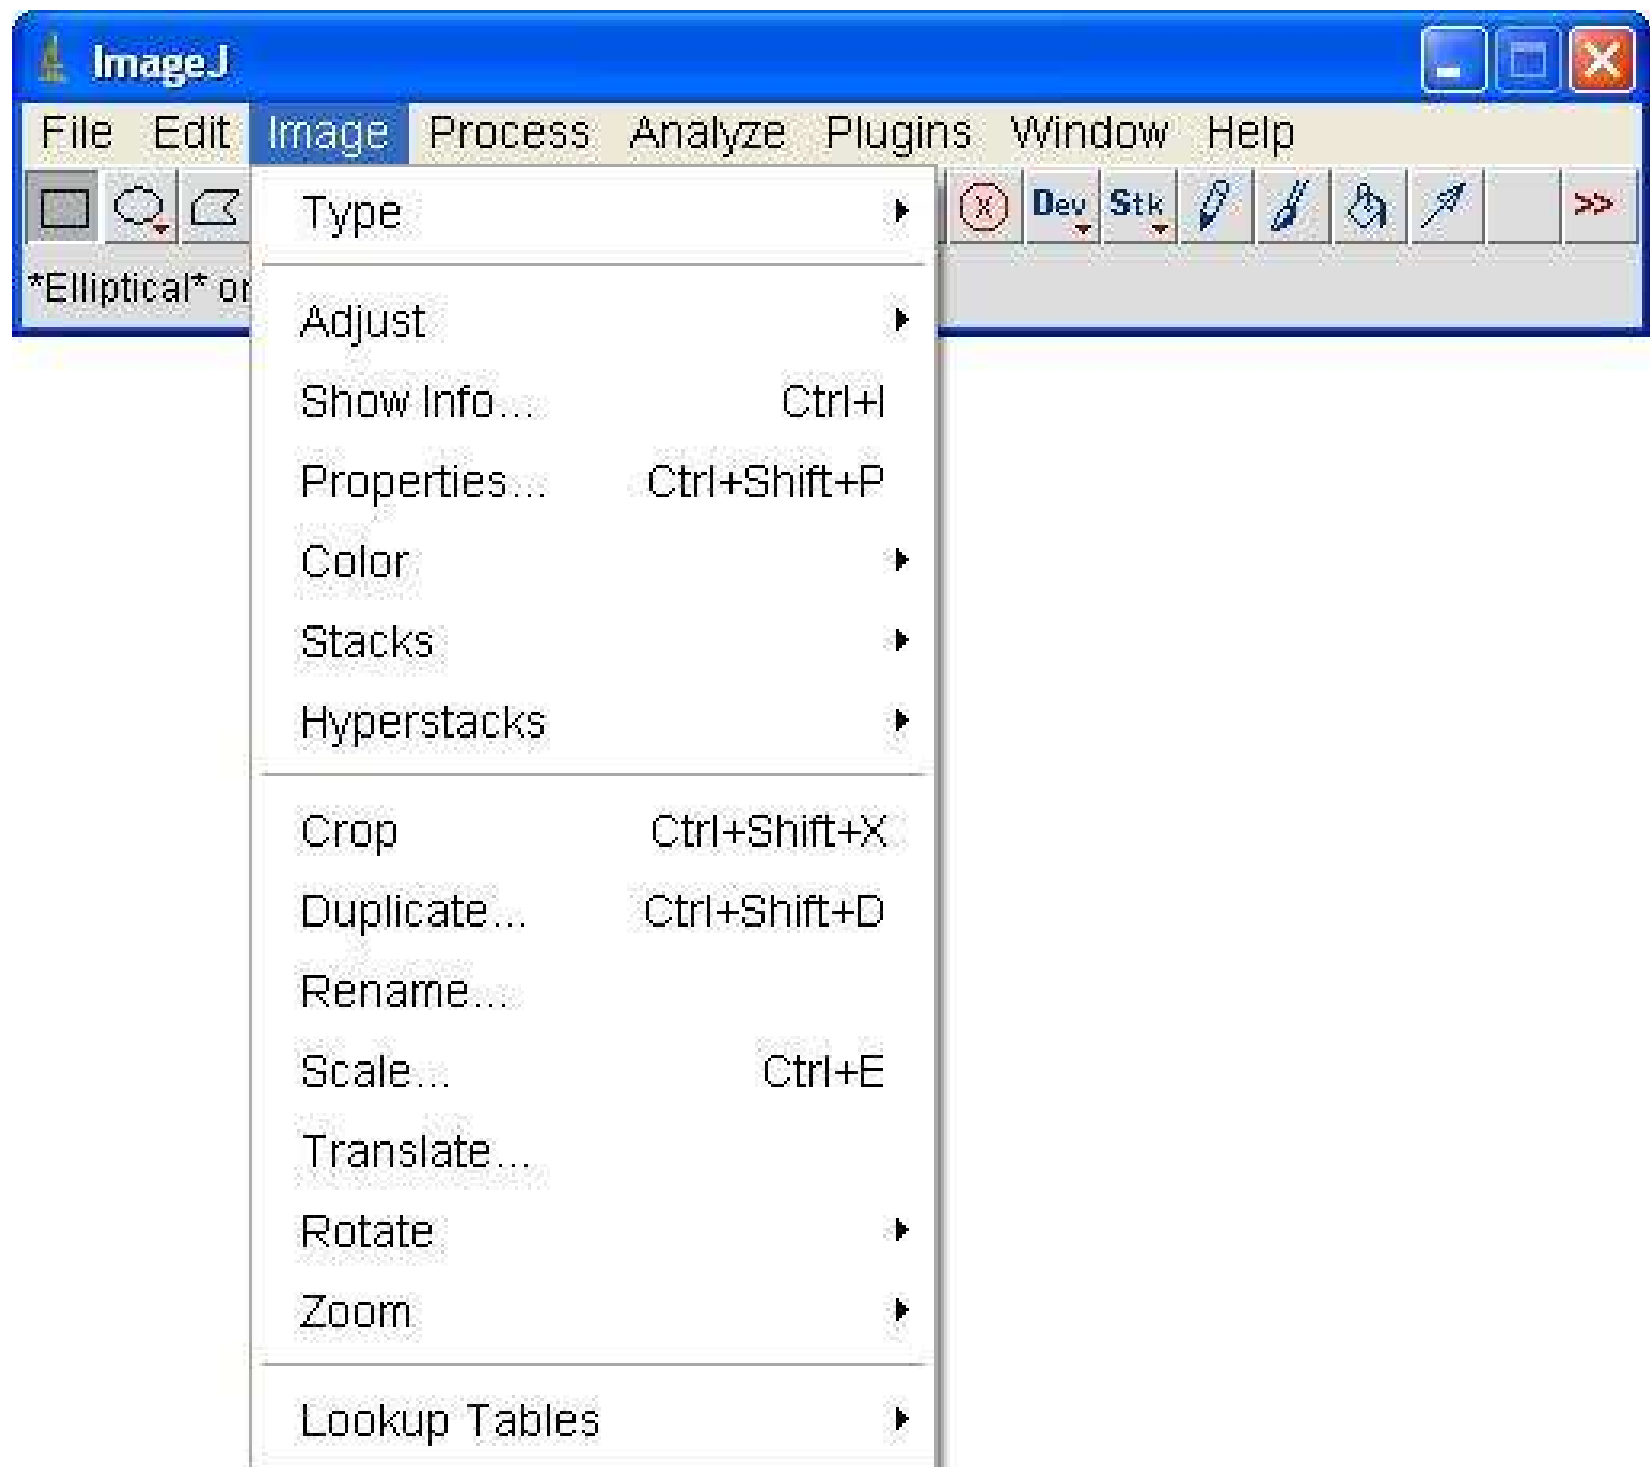 ImageJ
File Edit Image Process Analyze Plugins Window Help
Dev Stk >>
*Elliptical* or
Type
Adjust
Show Info... Ctrl+I
Properties... Ctrl+Shift+P
Color
Stacks
Hyperstacks
Crop Ctrl+Shift+X
Duplicate... Ctrl+Shift+D
Rename...
Scale... Ctrl+E
Translate...
Rotate
Zoom
Lookup Tables